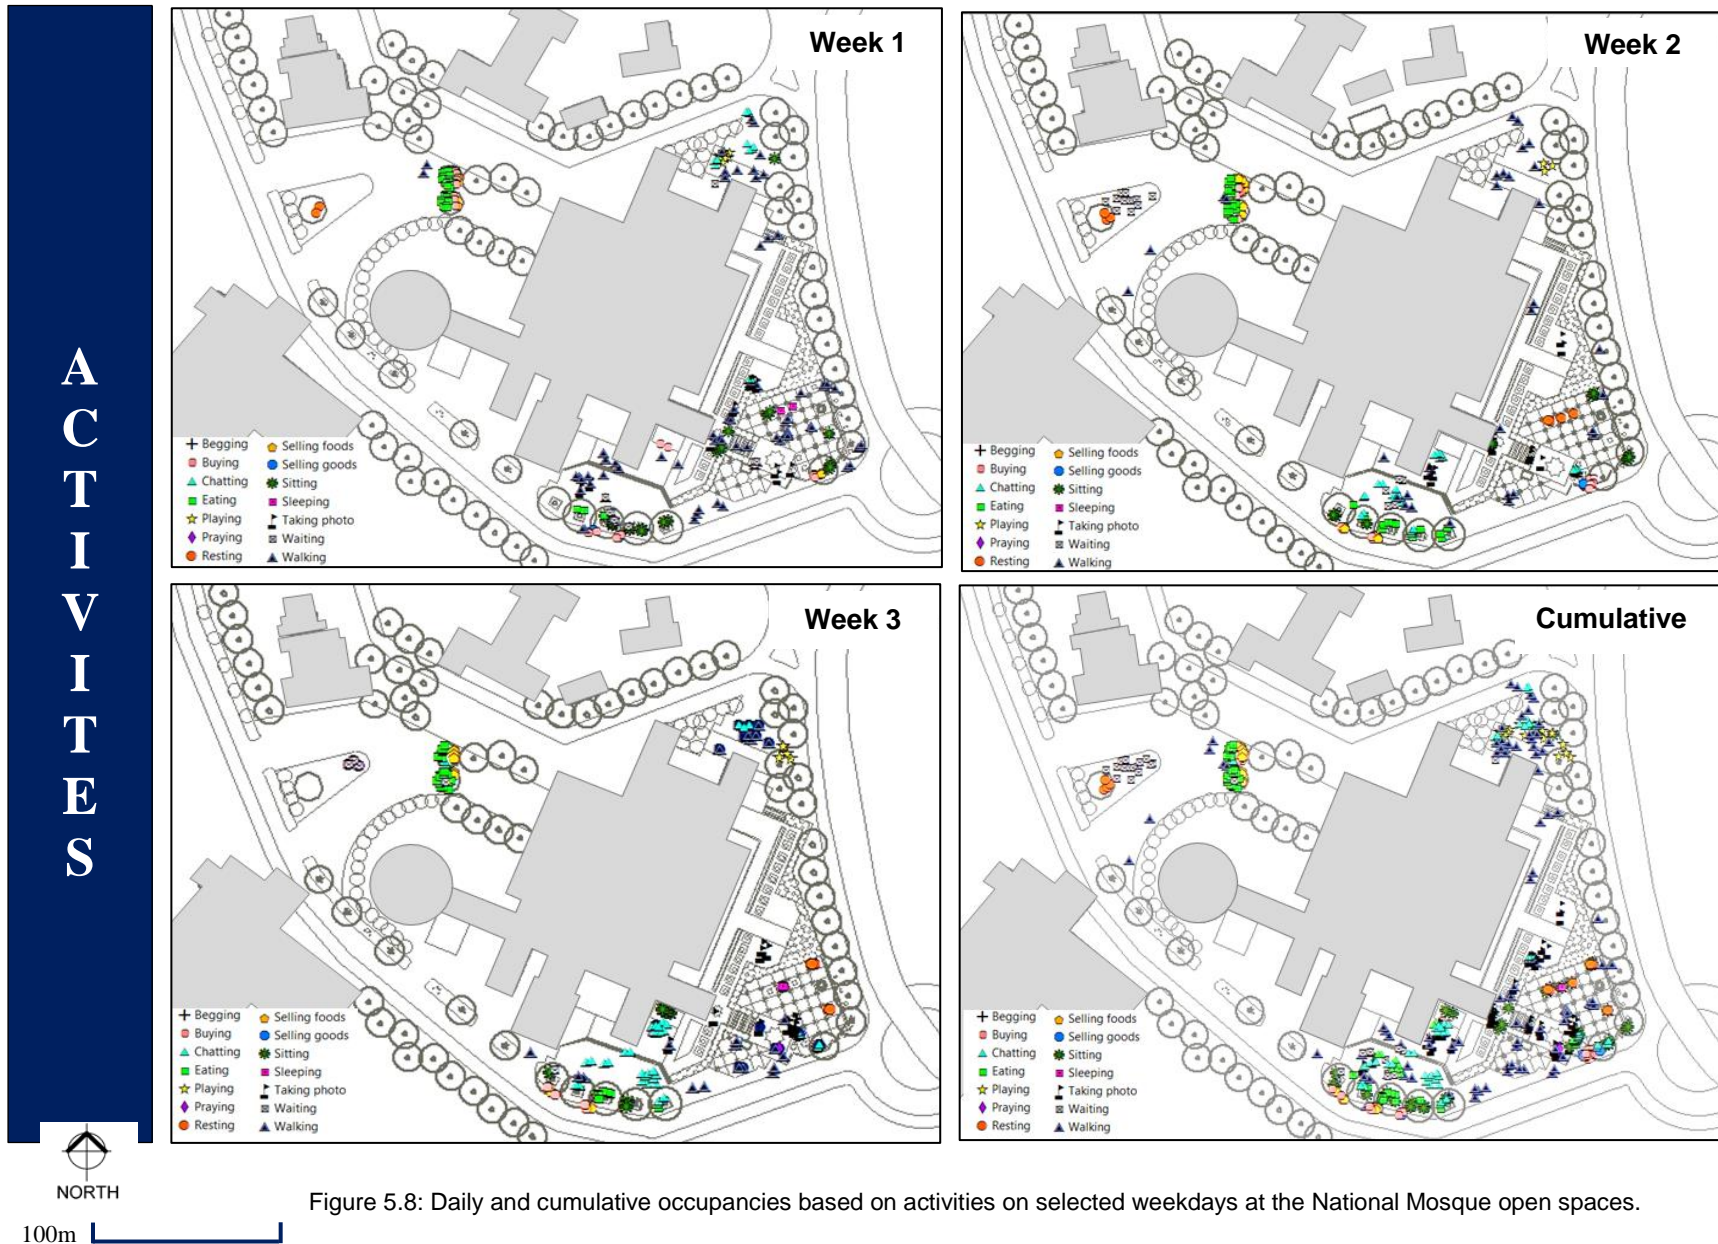 A
C
T
I
V
I
T
E
S
NORTH
100m
Week 1
Begging
Buying
Chatting
Eating
Playing
Praying
Resting
Selling foods
Selling goods
Sitting
Sleeping
Taking photo
Waiting
Walking
Week 2
Begging
Buying
Chatting
Eating
Playing
Praying
Resting
Selling foods
Selling goods
Sitting
Sleeping
Taking photo
Waiting
Walking
Week 3
Begging
Buying
Chatting
Eating
Playing
Praying
Resting
Selling foods
Selling goods
Sitting
Sleeping
Taking photo
Waiting
Walking
Cumulative
Begging
Buying
Chatting
Eating
Playing
Praying
Resting
Selling foods
Selling goods
Sitting
Sleeping
Taking photo
Waiting
Walking
Figure 5.8: Daily and cumulative occupancies based on activities on selected weekdays at the National Mosque open spaces.